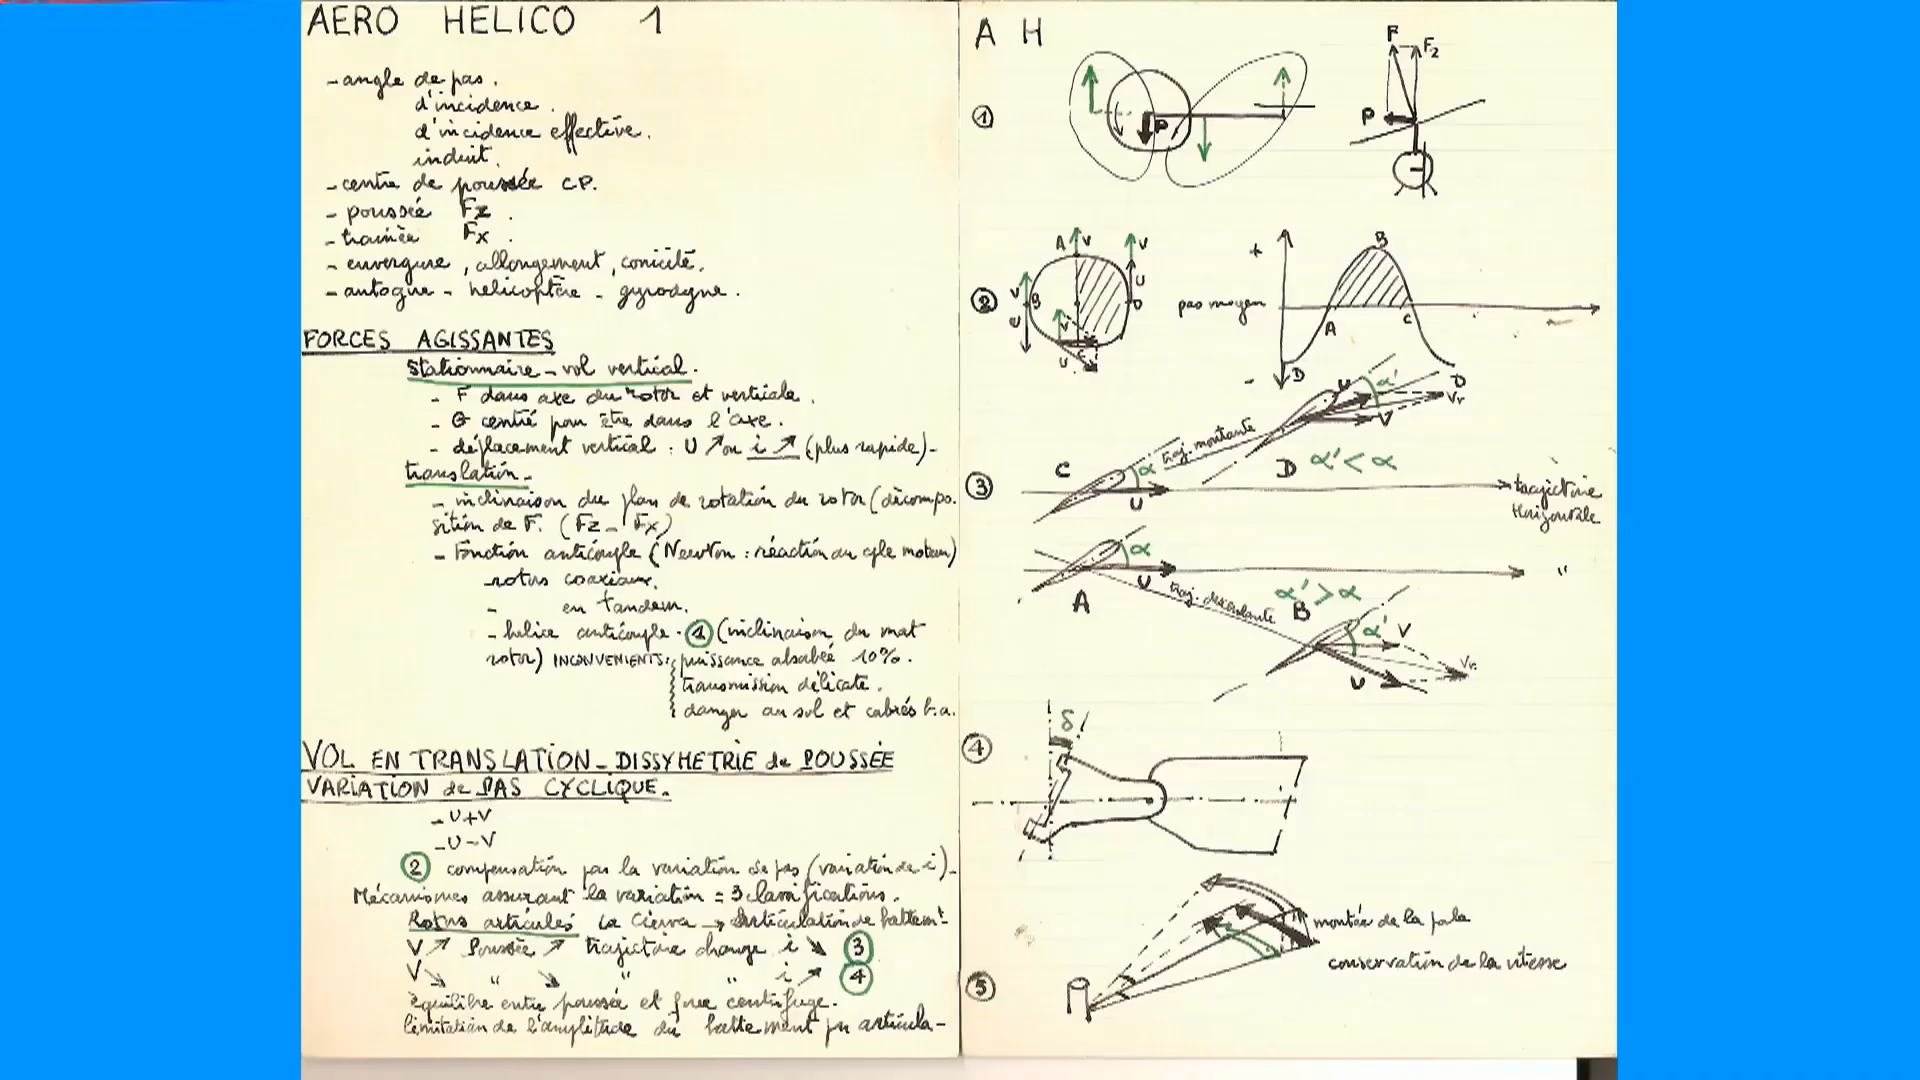 AERO HELICO 1
- angle de pas.
d'incidence.
d'incidence effective.
induit.
- centre de poussée CP.
- poussée Fz.
- trainée Fx.
- envergure, allongement, conicité.
- autogire - hélicoptère - gyrodyne.
FORCES AGISSANTES
Stationnaire - vol vertical.
- F dans axe du rotor et verticale.
- G centré pour être dans l'axe.
- déplacement vertical : U ↗ ou i ↗ (plus rapide) -
translation -
- inclinaison du plan de rotation du rotor (décompo.
sition de F. (Fz - Fx)
- Fonction anticouple (Newton : réaction au cple moteur)
- rotors coaxiaux.
- en tandem.
- hélice anticouple. 1 (inclinaison du mat
rotor) INCONVENIENTS : puissance absorbée 10%.
transmission délicate.
danger au sol et cabrés b.a.
VOL EN TRANSLATION - DISSYMETRIE de POUSSÉE
VARIATION de PAS CYCLIQUE.
- U+V
- U-V
2 compensation par la variation de pas (variation de i) -
Mécanismes assurant la variation = 3 classifications.
Rotors articulés La Cierva → Articulation de battemt
V ↗ Poussée ↗ trajectoire change i ↘ 3
V ↘ " ↘ " " i ↗ 4
équilibre entre poussée et force centrifuge.
limitation de l'amplitude du battement par articula-
A H
1
P
F Fz
P
2
A V V
V B U D
U V
U C
+
pas moyen
-
B
A C
D D
3
U α' Vr
V
traj. montante
C α
D α' < α
U
trajectoire
Horizontale
α
U
A
"
traj. descendante
α' > α
B
α' V
U Vr
4
δ
5
montée de la pale
conservation de la vitesse